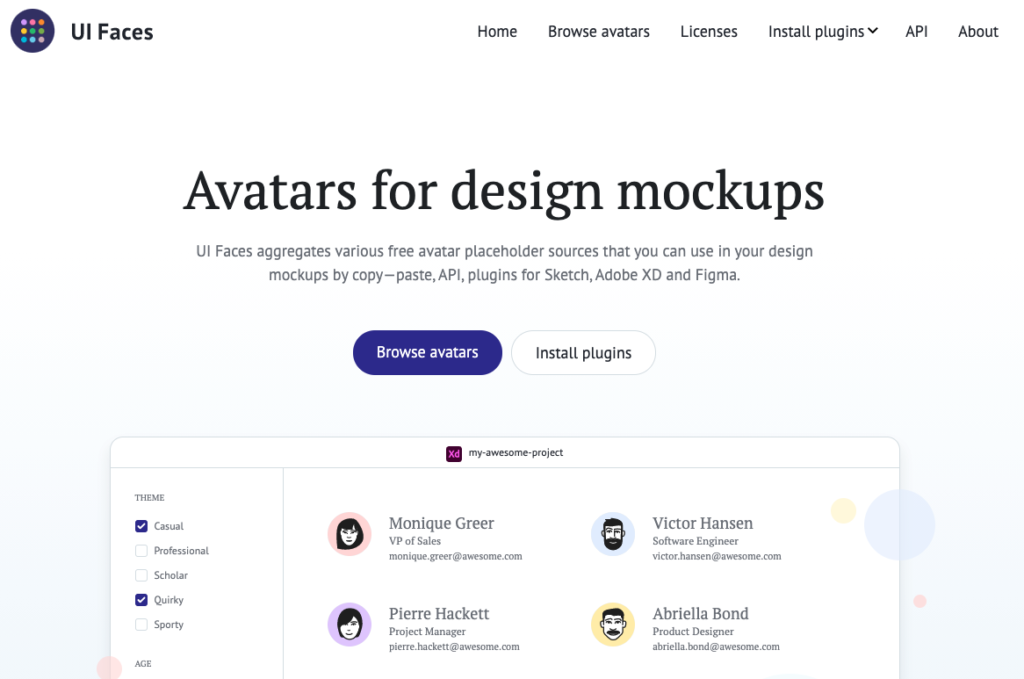 UI Faces
Home Browse avatars Licenses Install plugins API About
Avatars for design mockups
UI Faces aggregates various free avatar placeholder sources that you can use in your design
mockups by copy—paste, API, plugins for Sketch, Adobe XD and Figma.
Browse avatars Install plugins
Xd my-awesome-project
THEME
Casual
Professional
Scholar
Quirky
Sporty
AGE
Monique Greer
VP of Sales
monique.greer@awesome.com
Victor Hansen
Software Engineer
victor.hansen@awesome.com
Pierre Hackett
Project Manager
pierre.hackett@awesome.com
Abriella Bond
Product Designer
abriella.bond@awesome.com